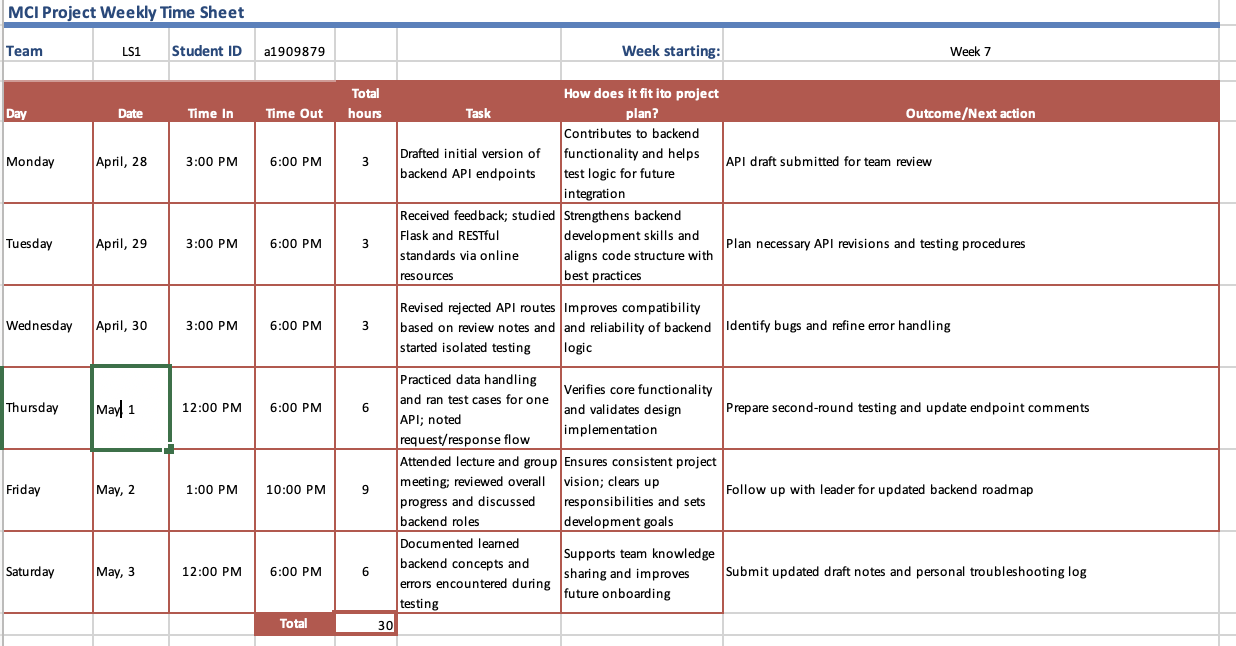 MCI Project Weekly Time Sheet
Team LS1 Student ID a1909879 Week starting: Week 7
Day Date Time In Time Out Total hours Task How does it fit ito project plan? Outcome/Next action
Monday April, 28 3:00 PM 6:00 PM 3 Drafted initial version of backend API endpoints Contributes to backend functionality and helps test logic for future integration API draft submitted for team review
Tuesday April, 29 3:00 PM 6:00 PM 3 Received feedback; studied Flask and RESTful standards via online resources Strengthens backend development skills and aligns code structure with best practices Plan necessary API revisions and testing procedures
Wednesday April, 30 3:00 PM 6:00 PM 3 Revised rejected API routes based on review notes and started isolated testing Improves compatibility and reliability of backend logic Identify bugs and refine error handling
Thursday May, 1 12:00 PM 6:00 PM 6 Practiced data handling and ran test cases for one API; noted request/response flow Verifies core functionality and validates design implementation Prepare second-round testing and update endpoint comments
Friday May, 2 1:00 PM 10:00 PM 9 Attended lecture and group meeting; reviewed overall progress and discussed backend roles Ensures consistent project vision; clears up responsibilities and sets development goals Follow up with leader for updated backend roadmap
Saturday May, 3 12:00 PM 6:00 PM 6 Documented learned backend concepts and errors encountered during testing Supports team knowledge sharing and improves future onboarding Submit updated draft notes and personal troubleshooting log
Total 30